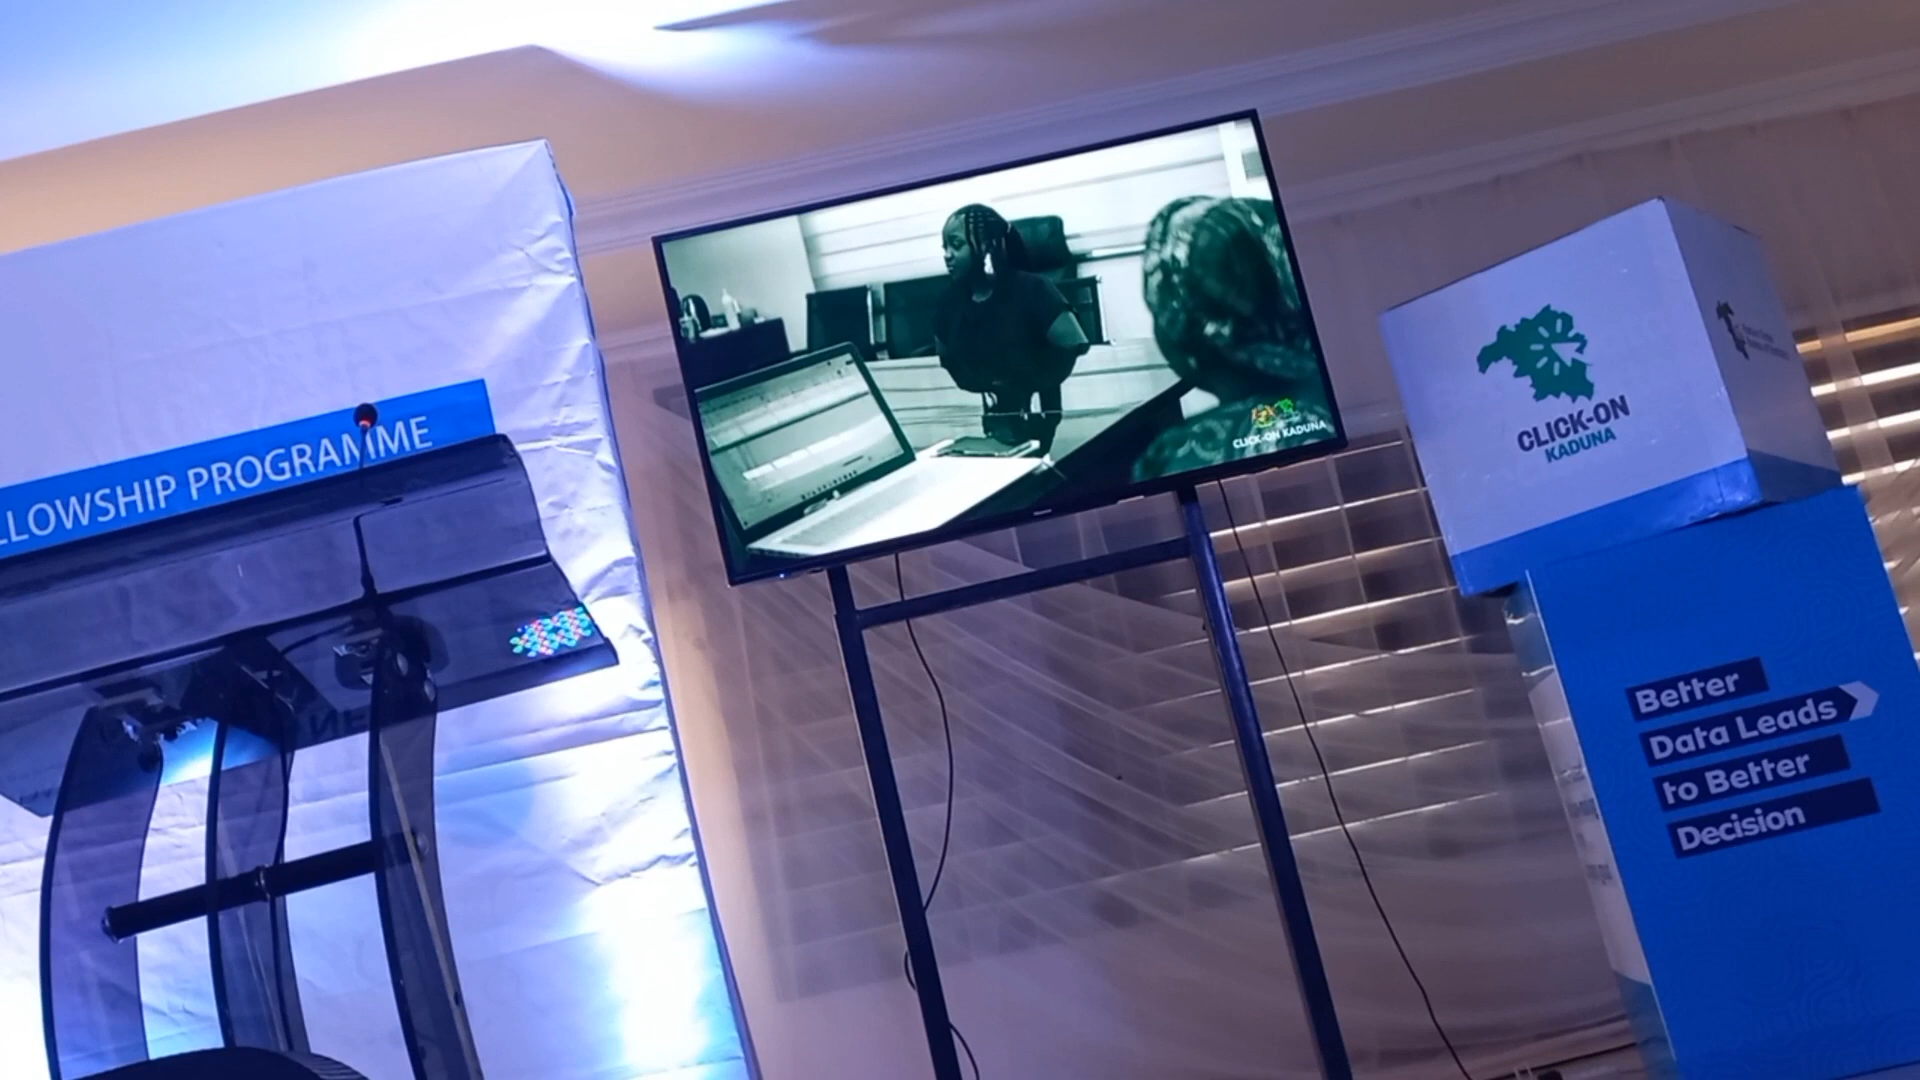 LLOWSHIP PROGRAMME
CLICK-ON KADUNA
CLICK-ON
KADUNA
Better
Data Leads
to Better
Decision